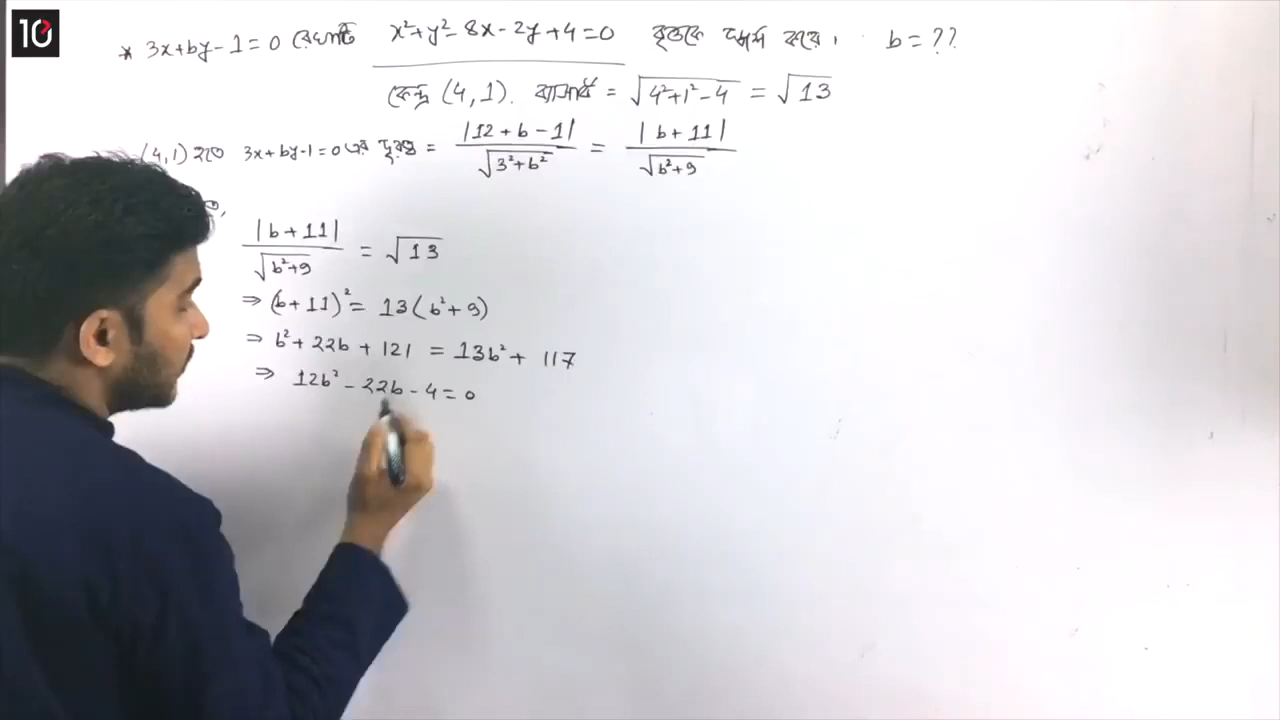 10
* 3x+by-1=0 রেখাটি x²+y²-8x-2y+4=0 বৃত্তকে স্পর্শ করে। b=??
কেন্দ্র (4,1). ব্যাসার্ধ = √(4²+1²-4) = √13
(4,1) হতে 3x+by-1=0 এর দূরত্ব = |12+b-1| / √(3²+b²) = |b+11| / √(b²+9)
|b+11| / √(b²+9) = √13
⇒ (b+11)² = 13(b²+9)
⇒ b²+22b+121 = 13b²+117
⇒ 12b²-22b-4=0